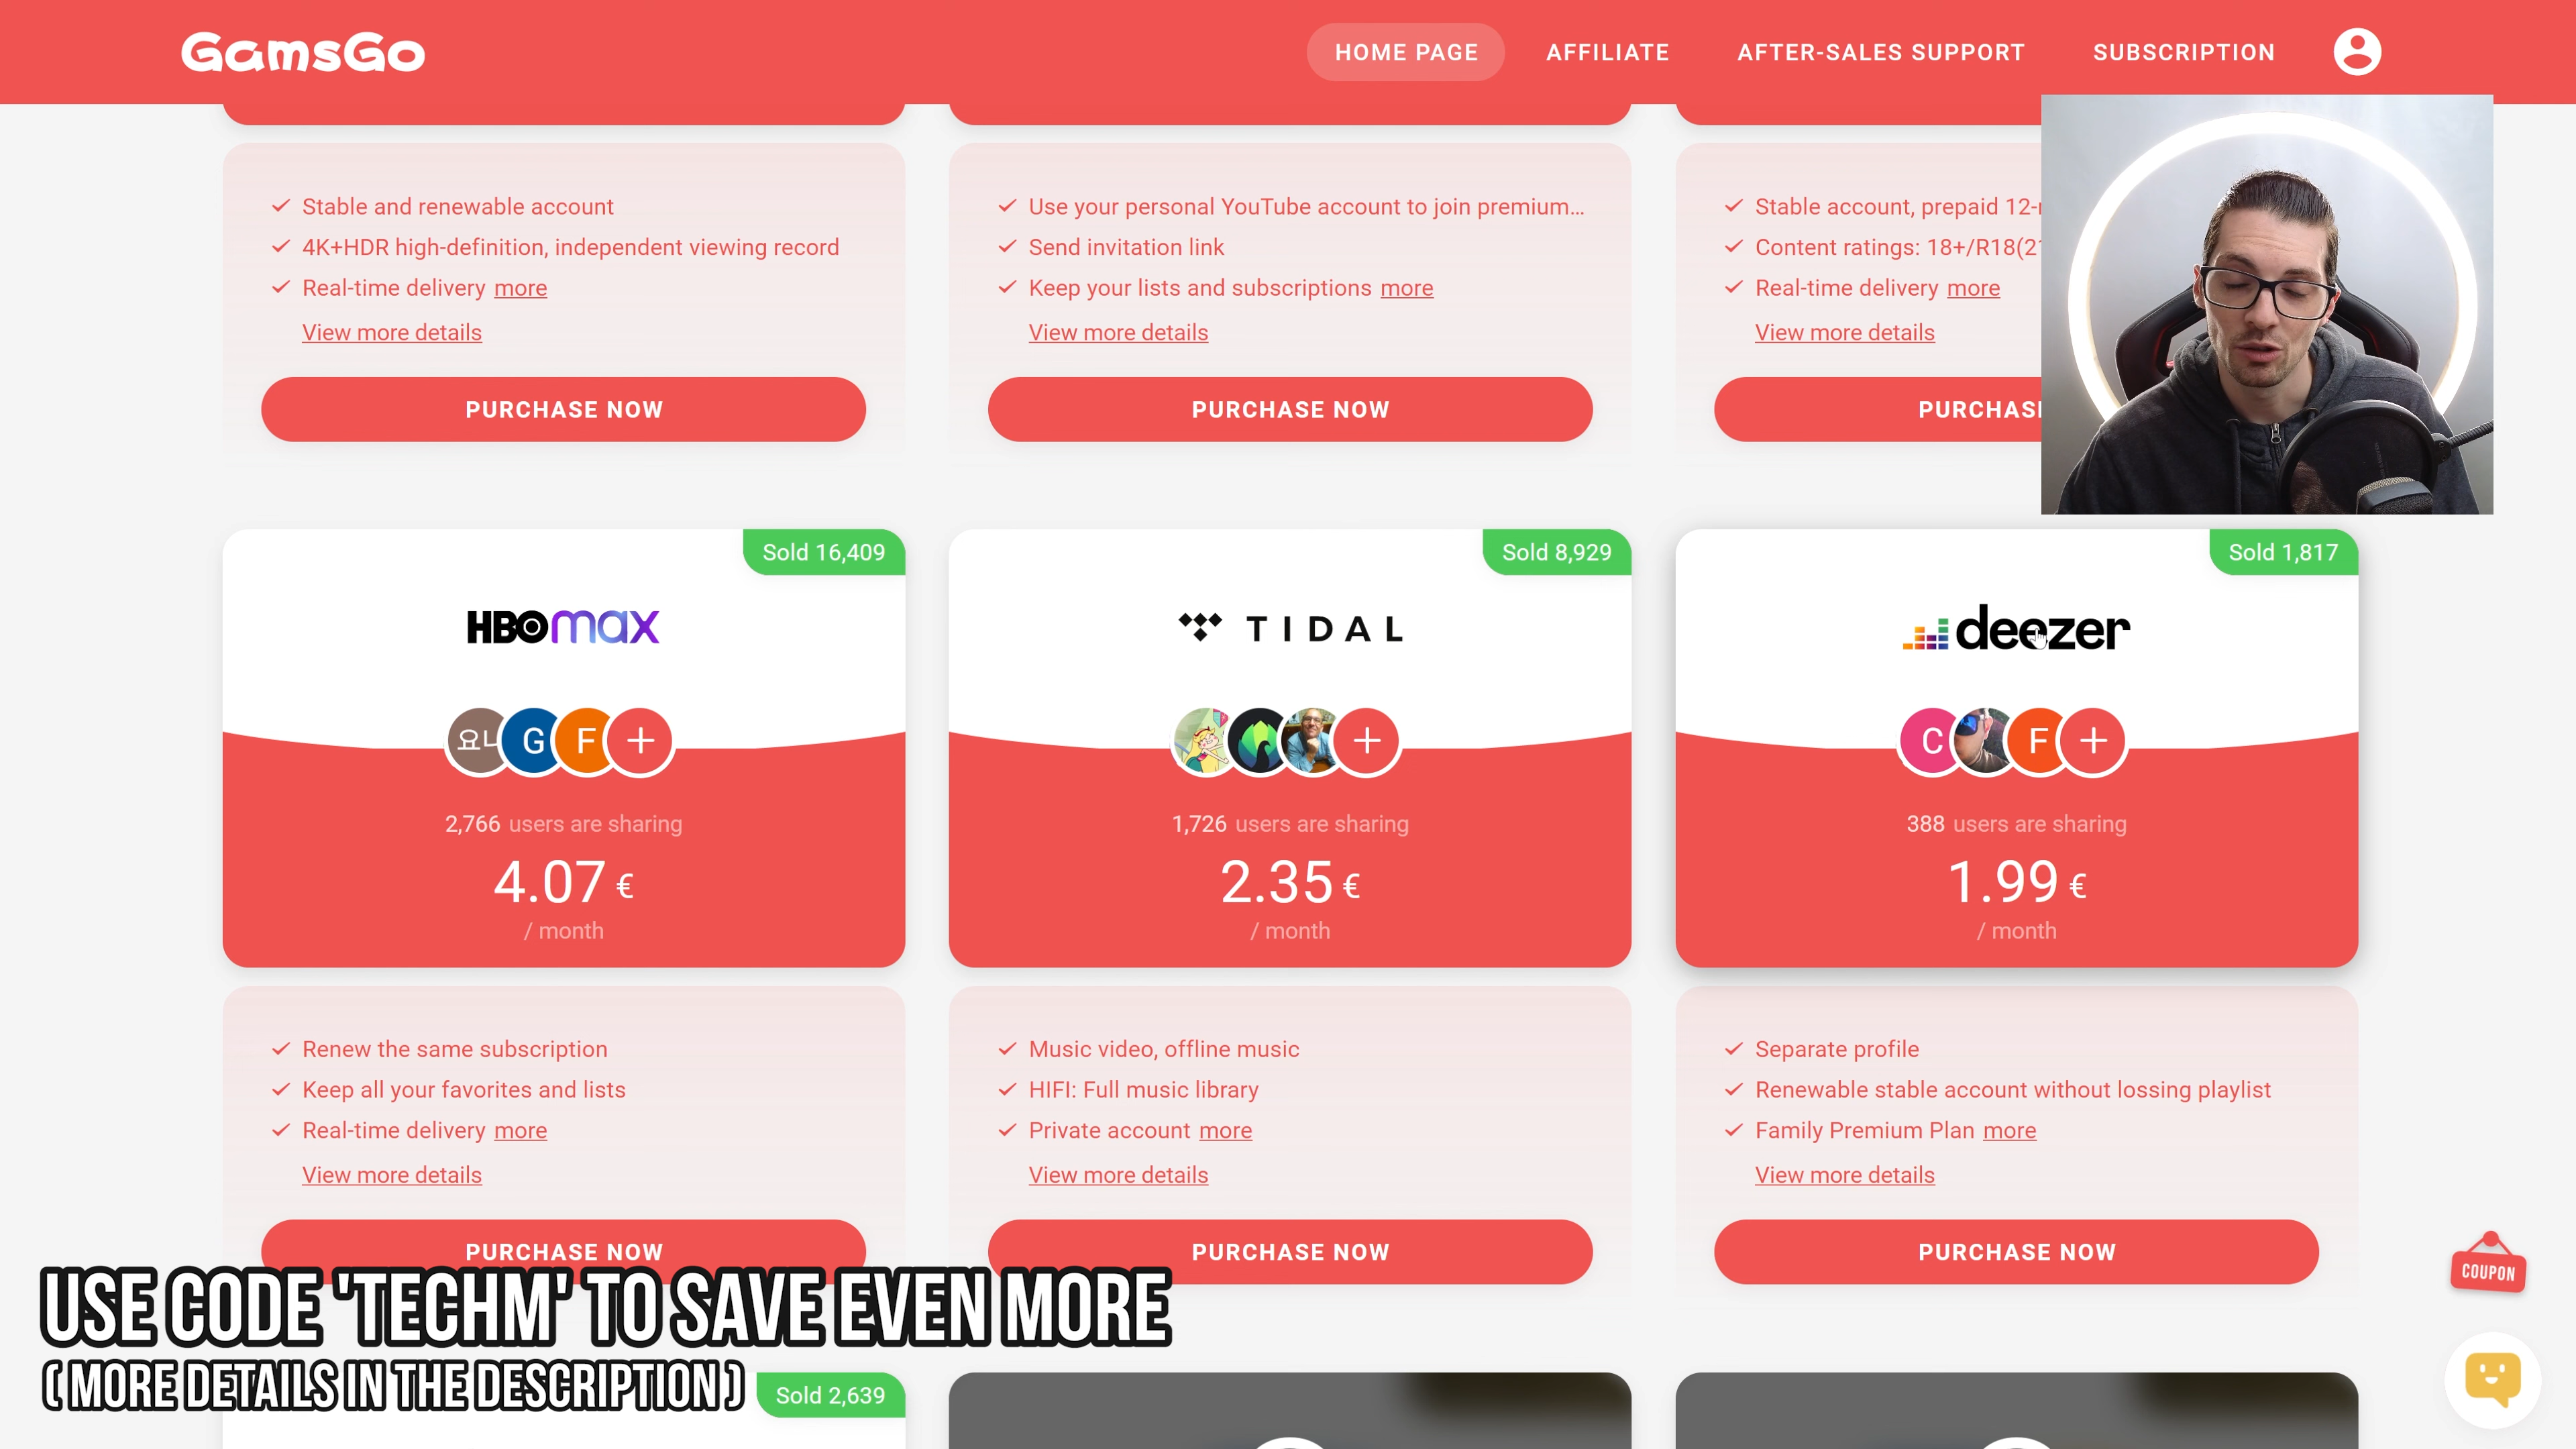 GamsGo
HOME PAGE
AFFILIATE
AFTER-SALES SUPPORT
SUBSCRIPTION
Stable and renewable account
4K+HDR high-definition, independent viewing record
Real-time delivery more
View more details
PURCHASE NOW
Use your personal YouTube account to join premium...
Send invitation link
Keep your lists and subscriptions more
View more details
PURCHASE NOW
Stable account, prepaid 12-
Content ratings: 18+/R18(2
Real-time delivery more
View more details
PURCHAS
Sold 16,409
HBOmax
요나
G
F
2,766 users are sharing
4.07 €
/ month
Sold 8,929
TIDAL
1,726 users are sharing
2.35 €
/ month
Sold 1,817
deezer
C
F
388 users are sharing
1.99 €
/ month
Renew the same subscription
Keep all your favorites and lists
Real-time delivery more
View more details
PURCHASE NOW
Music video, offline music
HIFI: Full music library
Private account more
View more details
PURCHASE NOW
Separate profile
Renewable stable account without lossing playlist
Family Premium Plan more
View more details
PURCHASE NOW
COUPON
USE CODE 'TECHM' TO SAVE EVEN MORE
( MORE DETAILS IN THE DESCRIPTION )
Sold 2,639